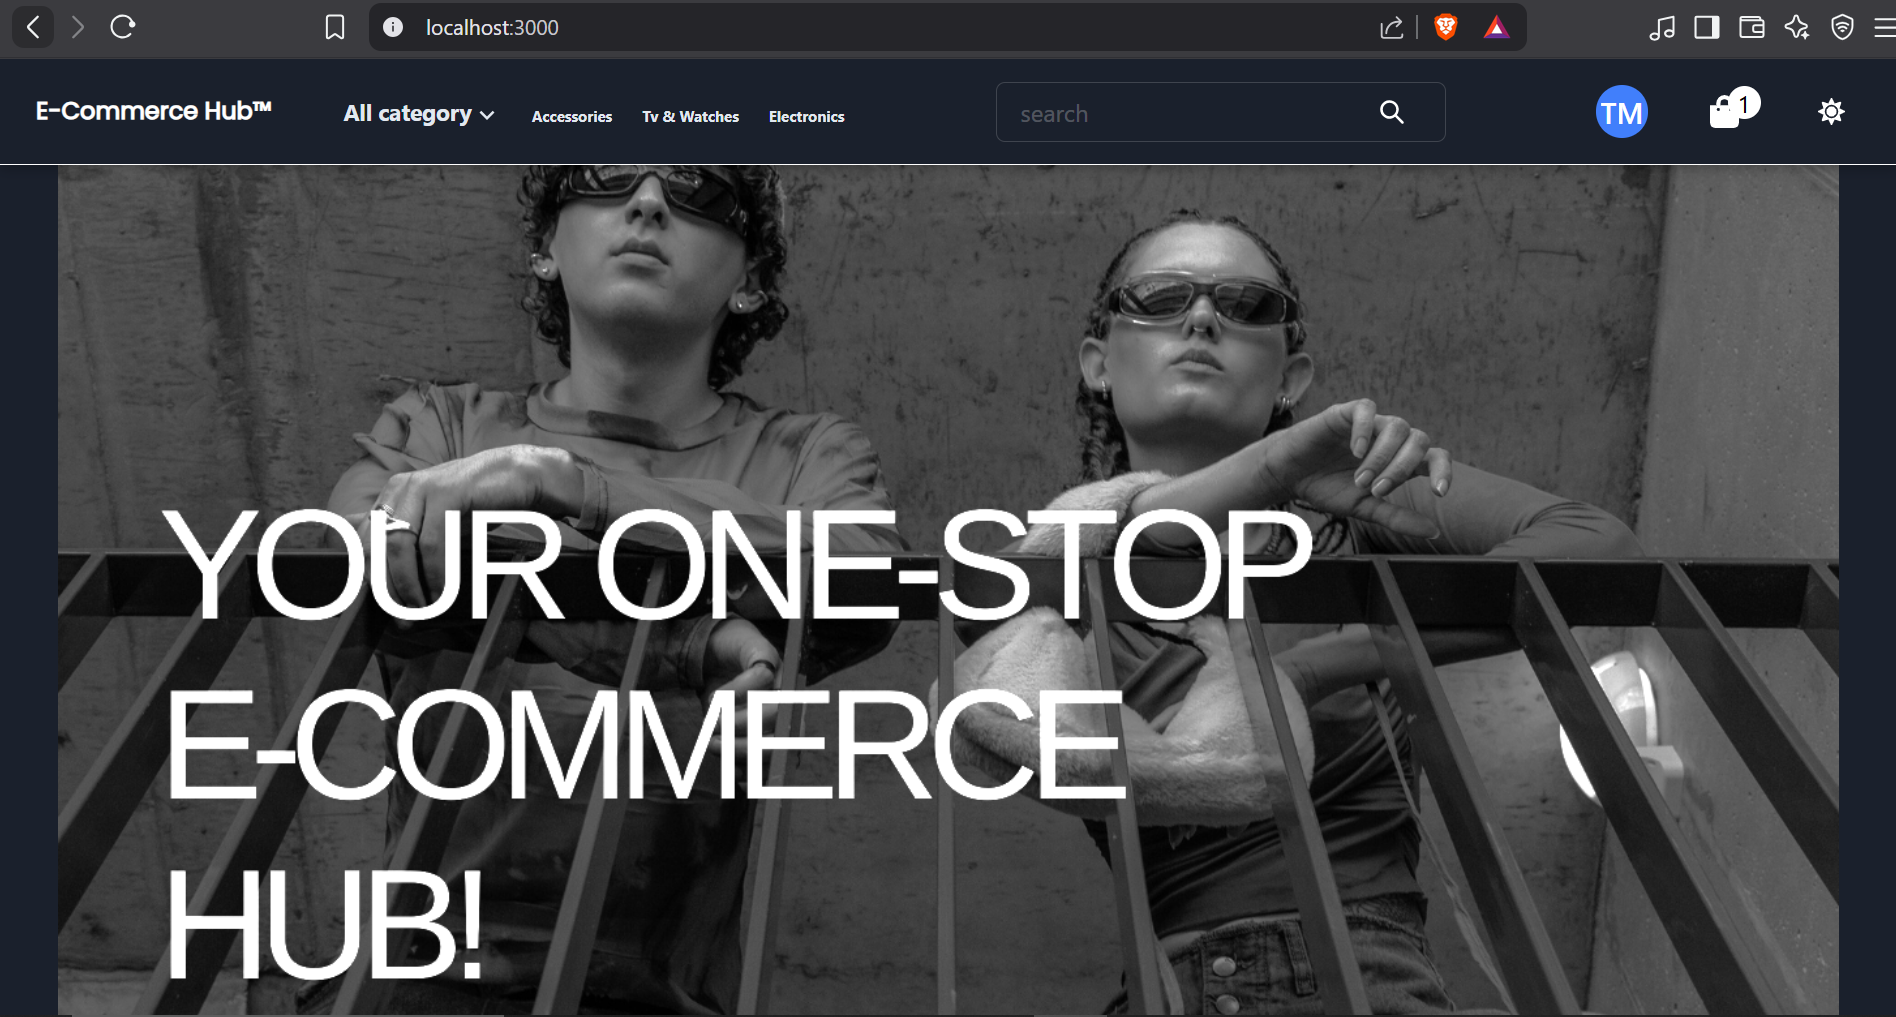 localhost:3000
E-Commerce Hub™
All category
Accessories
Tv & Watches
Electronics
search
TM
1
YOUR ONE-STOP
E-COMMERCE
HUB!